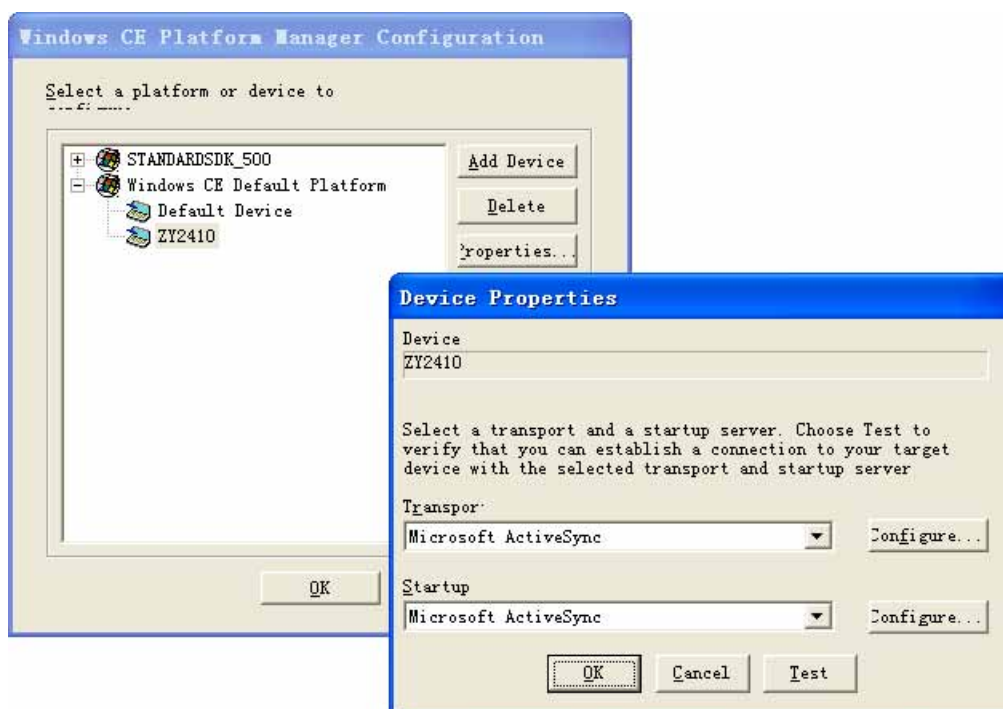 Windows CE Platform Manager Configuration
Select a platform or device to
STANDARDSDK_500
Windows CE Default Platform
Default Device
ZY2410
Add Device
Delete
Properties...
OK
Device Properties
Device
ZY2410
Select a transport and a startup server. Choose Test to
verify that you can establish a connection to your target
device with the selected transport and startup server
Transpor
Microsoft ActiveSync
Configure...
Startup
Microsoft ActiveSync
Configure...
OK
Cancel
Test